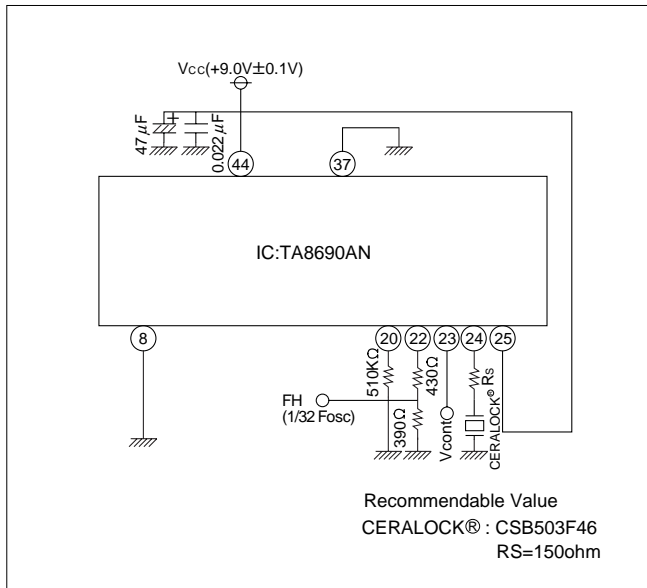 Vcc(+9.0V±0.1V)
47μF
+
0.022μF
44
37
IC:TA8690AN
8
20
22
23
24
25
510KΩ
430Ω
Rs
FH
(1/32 Fosc)
390Ω
Vcont
CERALOCK®
Recommendable Value
CERALOCK® : CSB503F46
RS=150ohm